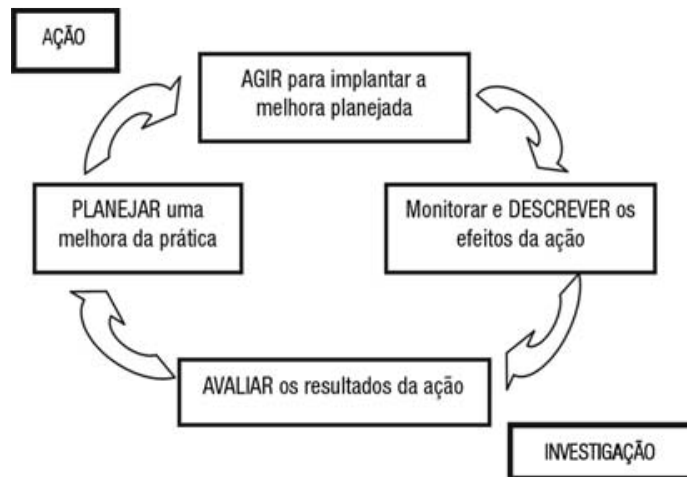 AÇÃO
AGIR para implantar a
melhora planejada
PLANEJAR uma
melhora da prática
Monitorar e DESCREVER os
efeitos da ação
AVALIAR os resultados da ação
INVESTIGAÇÃO